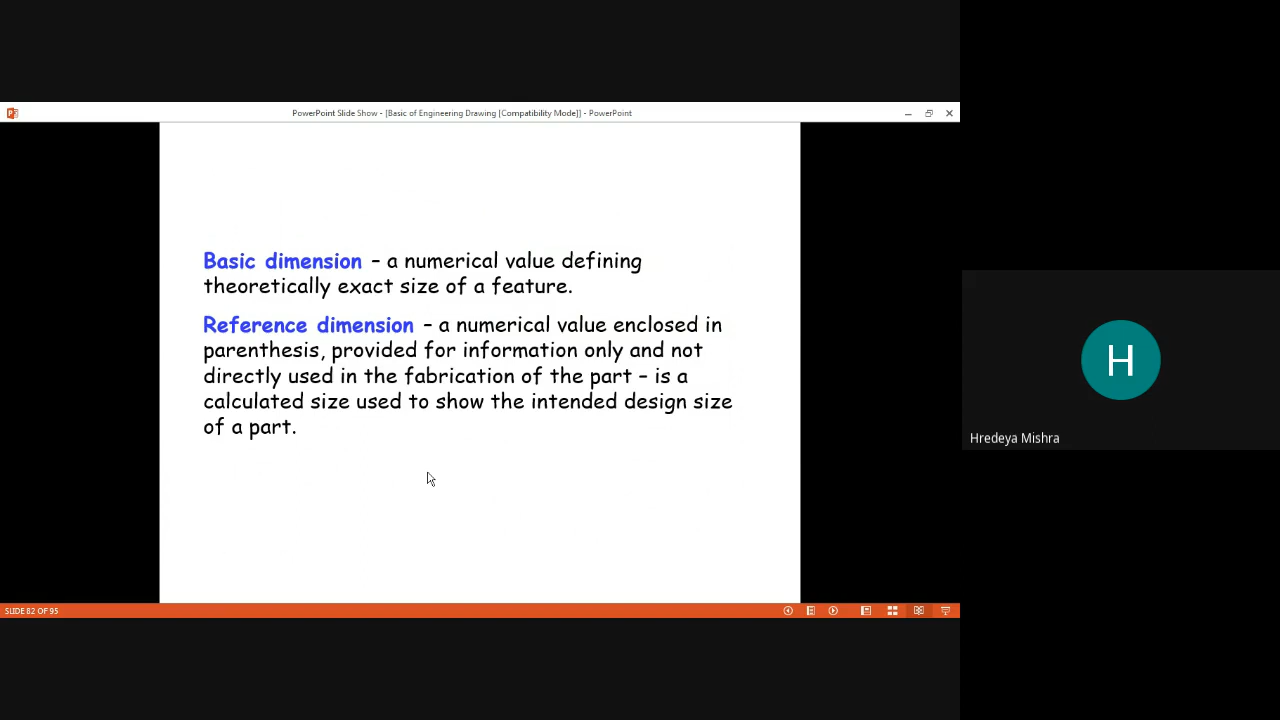 PowerPoint Slide Show - [Basic of Engineering Drawing [Compatibility Mode]] - PowerPoint
Basic dimension – a numerical value defining
theoretically exact size of a feature.
Reference dimension – a numerical value enclosed in
parenthesis, provided for information only and not
directly used in the fabrication of the part – is a
calculated size used to show the intended design size
of a part.
H
Hredeya Mishra
SLIDE 82 OF 95